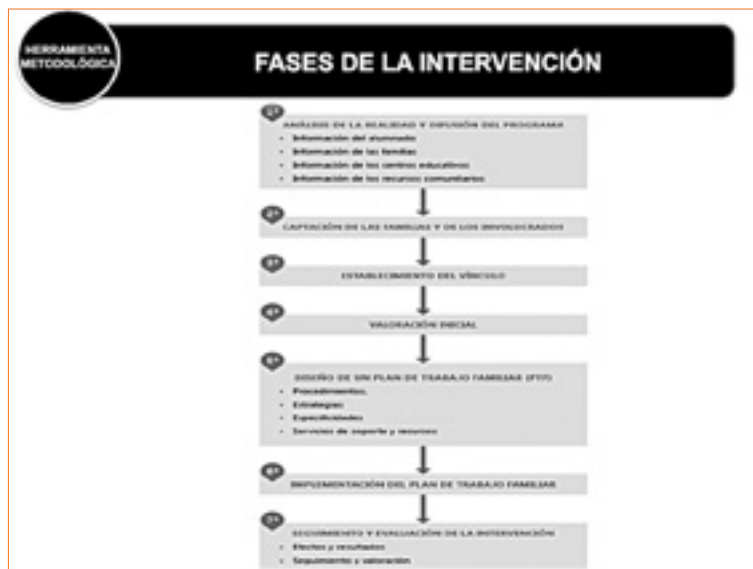 HERRAMIENTA
METODOLÓGICA
FASES DE LA INTERVENCIÓN
1ª
ANÁLISIS DE LA REALIDAD Y DIFUSIÓN DEL PROGRAMA
• Información del alumnado
• Información de las familias
• Información de los centros educativos
• Información de los recursos comunitarios
2ª
CAPTACIÓN DE LAS FAMILIAS Y DE LOS INVOLUCRADOS
3ª
ESTABLECIMIENTO DEL VÍNCULO
4ª
VALORACIÓN INICIAL
5ª
DISEÑO DE UN PLAN DE TRABAJO FAMILIAR (PTF)
• Procedimientos.
• Estrategias
• Especificidades
• Servicios de soporte y recursos
6ª
IMPLEMENTACIÓN DEL PLAN DE TRABAJO FAMILIAR
7ª
SEGUIMIENTO Y EVALUACIÓN DE LA INTERVENCIÓN
• Efectos y resultados
• Seguimiento y valoración